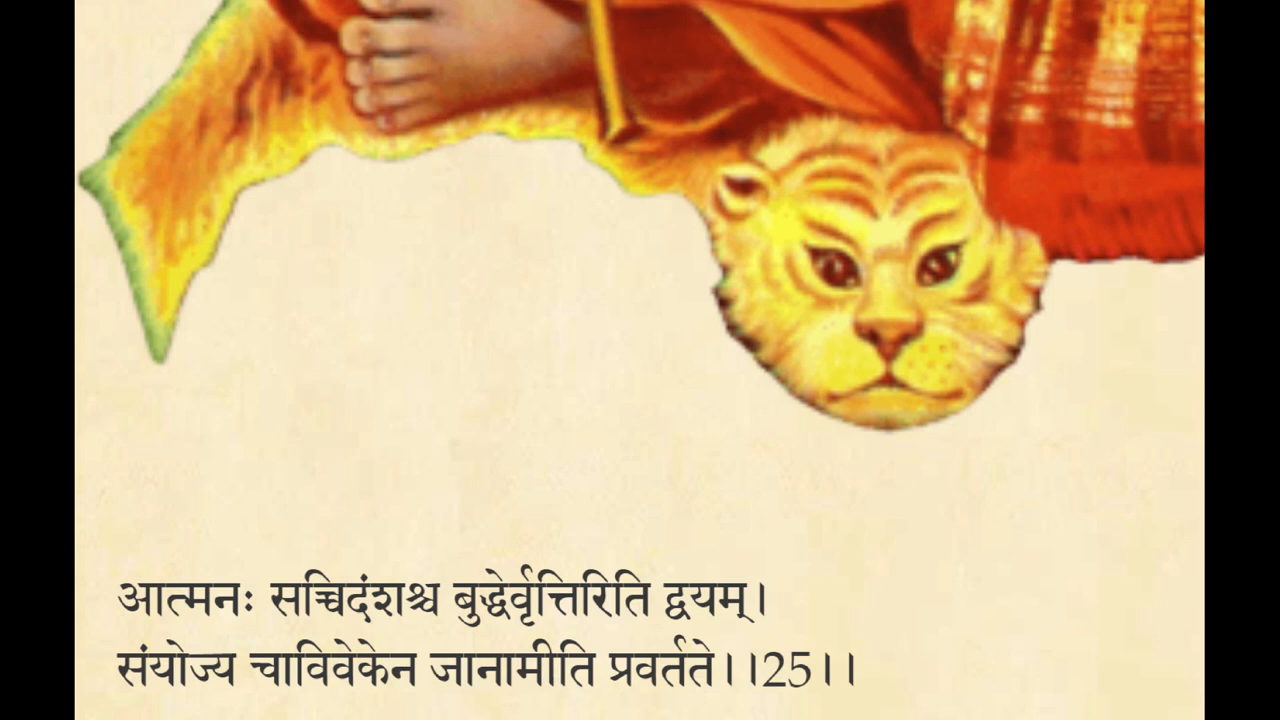 आत्मनः सच्चिदंशश्च बुद्धेर्वृत्तिरिति द्वयम्।
संयोज्य चाविवेकेन जानामीति प्रवर्तते।।25।।